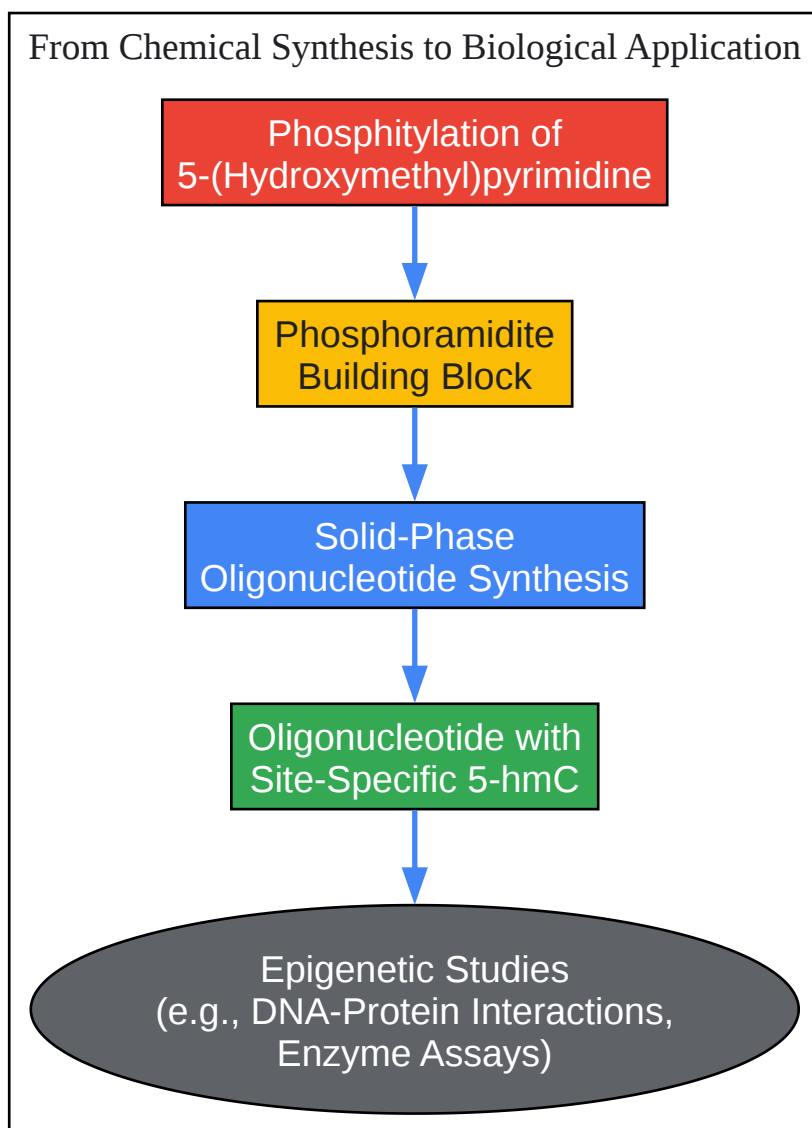 From Chemical Synthesis to Biological Application
Phosphitylation of
5-(Hydroxymethyl)pyrimidine
Phosphoramidite
Building Block
Solid-Phase
Oligonucleotide Synthesis
Oligonucleotide with
Site-Specific 5-hmC
Epigenetic Studies
(e.g., DNA-Protein Interactions,
Enzyme Assays)